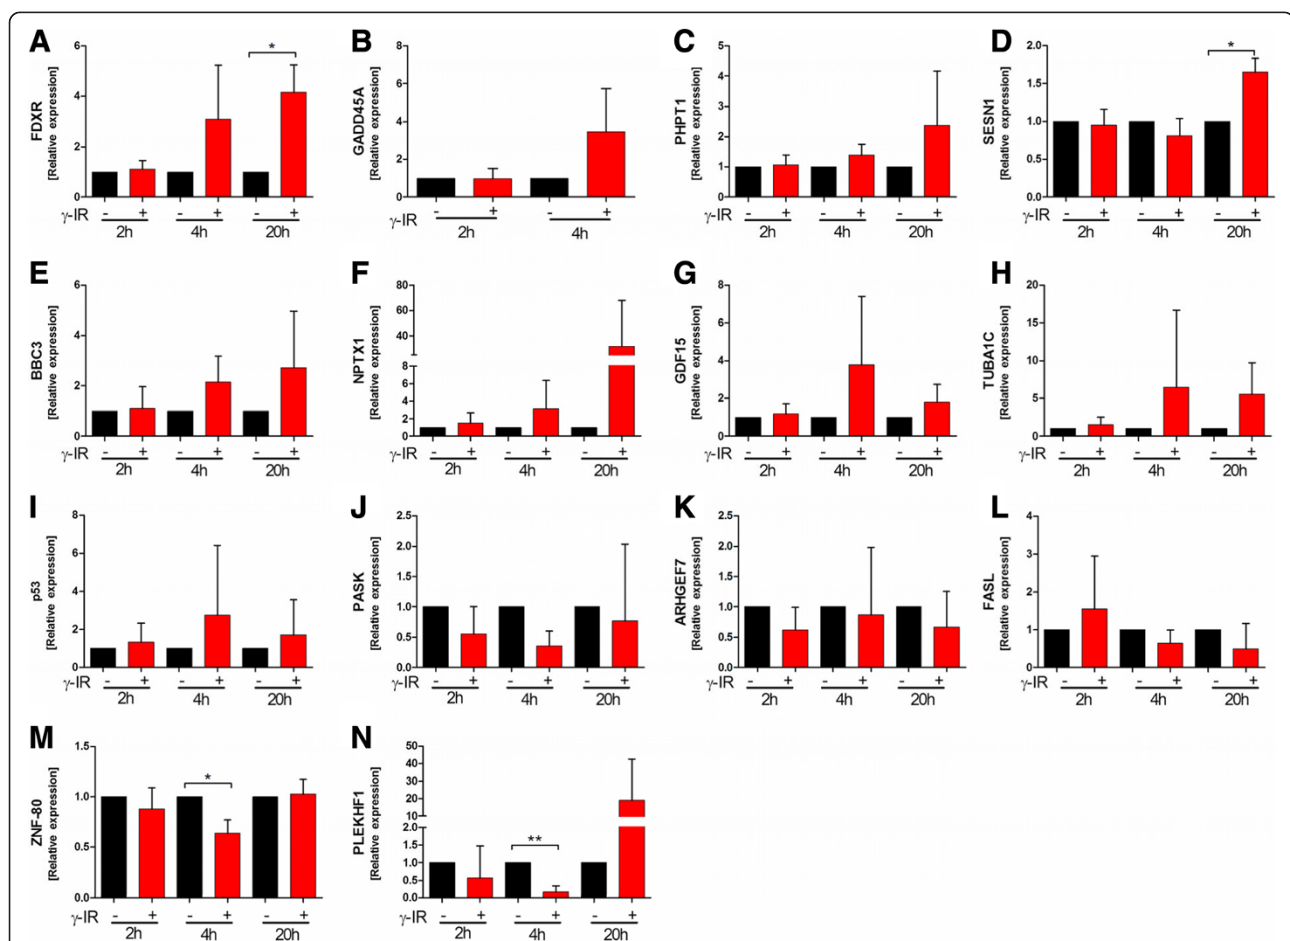 A
FDXR
[Relative expression]
6
4
2
0
γ-IR
- + - + - +
2h 4h 20h
*
B
GADD45A
[Relative expression]
8
6
4
2
0
γ-IR
- + - +
2h 4h
C
PHPT1
[Relative expression]
5
4
3
2
1
0
γ-IR
- + - + - +
2h 4h 20h
D
SESN1
[Relative expression]
2.0
1.5
1.0
0.5
0.0
γ-IR
- + - + - +
2h 4h 20h
*
E
BBC3
[Relative expression]
6
4
2
0
γ-IR
- + - + - +
2h 4h 20h
F
NPTX1
[Relative expression]
80
60
40
20
8
6
4
2
0
γ-IR
- + - + - +
2h 4h 20h
G
GDF15
[Relative expression]
8
6
4
2
0
γ-IR
- + - + - +
2h 4h 20h
H
TUBA1C
[Relative expression]
20
15
10
5
0
γ-IR
- + - + - +
2h 4h 20h
I
p53
[Relative expression]
8
6
4
2
0
γ-IR
- + - + - +
2h 4h 20h
J
PASK
[Relative expression]
2.5
2.0
1.5
1.0
0.5
0.0
γ-IR
- + - + - +
2h 4h 20h
K
ARHGEF7
[Relative expression]
2.5
2.0
1.5
1.0
0.5
0.0
γ-IR
- + - + - +
2h 4h 20h
L
FASL
[Relative expression]
4
3
2
1
0
γ-IR
- + - + - +
2h 4h 20h
M
ZNF-80
[Relative expression]
1.5
1.0
0.5
0.0
γ-IR
- + - + - +
2h 4h 20h
*
N
PLEKHF1
[Relative expression]
50
40
30
20
10
2.0
1.5
1.0
0.5
0.0
γ-IR
- + - + - +
2h 4h 20h
**